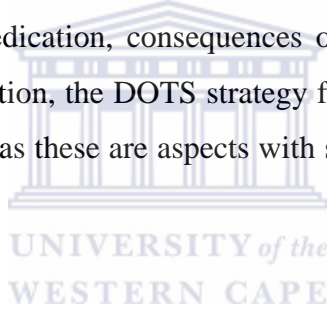 edication, consequences o
tion, the DOTS strategy f
as these are aspects with s
UNIVERSITY of the
WESTERN CAPE